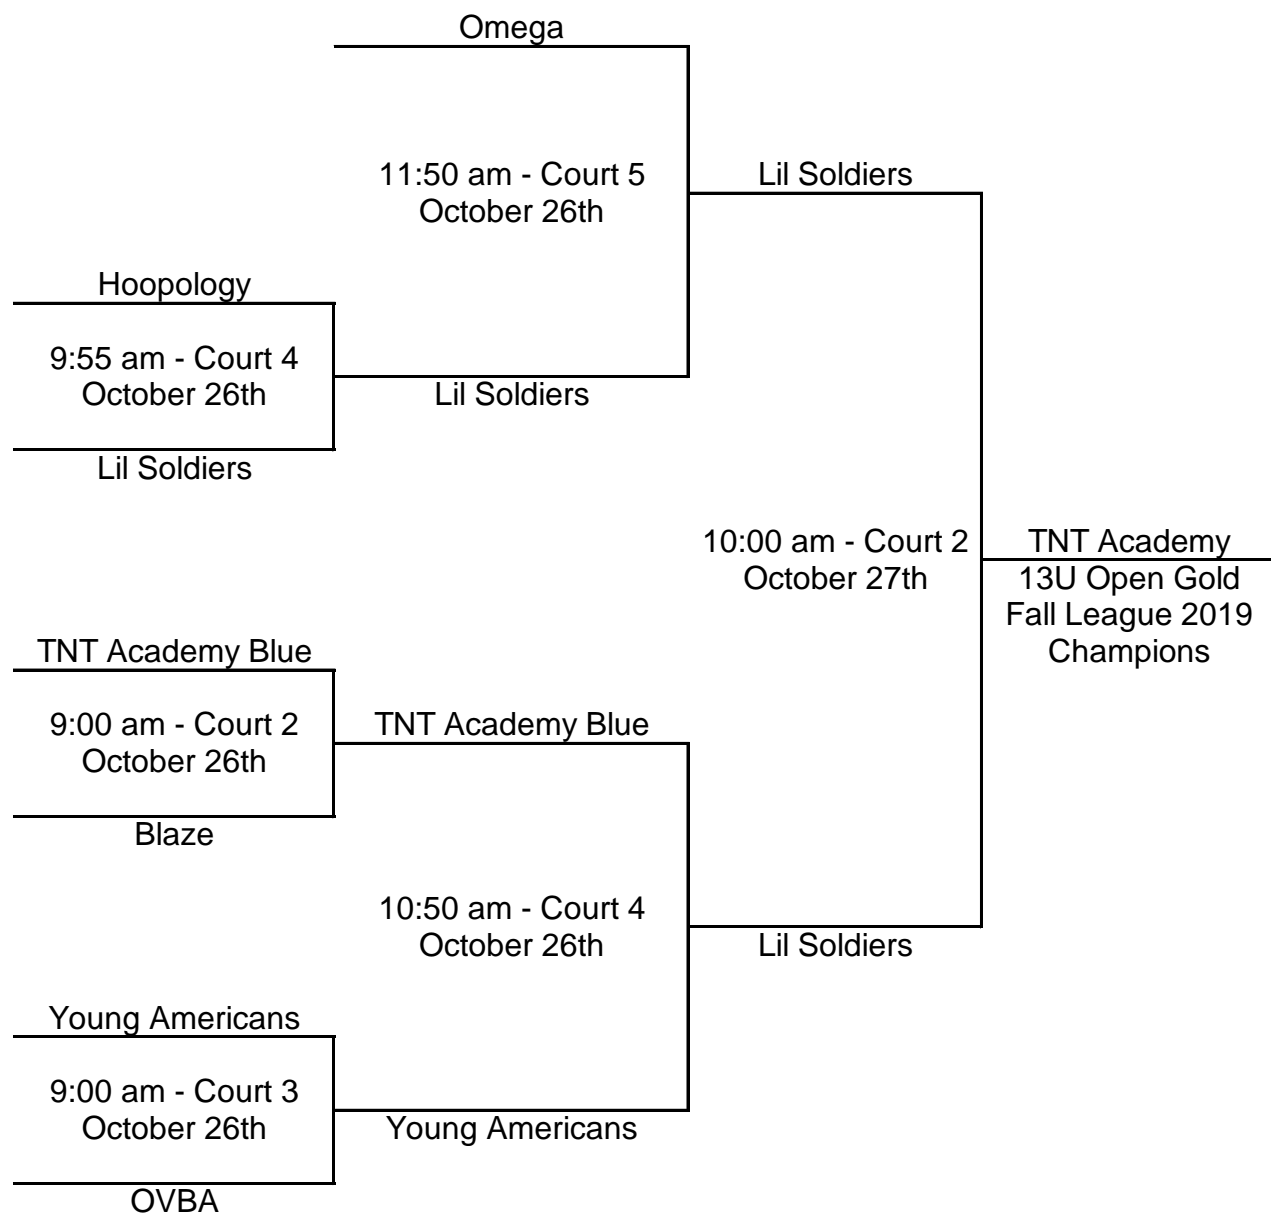 Omega
11:50 am - Court 5
October 26th
Lil Soldiers
Hoopology
9:55 am - Court 4
October 26th
Lil Soldiers
Lil Soldiers
10:00 am - Court 2
October 27th
TNT Academy
13U Open Gold
Fall League 2019
Champions
TNT Academy Blue
9:00 am - Court 2
October 26th
TNT Academy Blue
Blaze
10:50 am - Court 4
October 26th
Lil Soldiers
Young Americans
9:00 am - Court 3
October 26th
Young Americans
OVBA